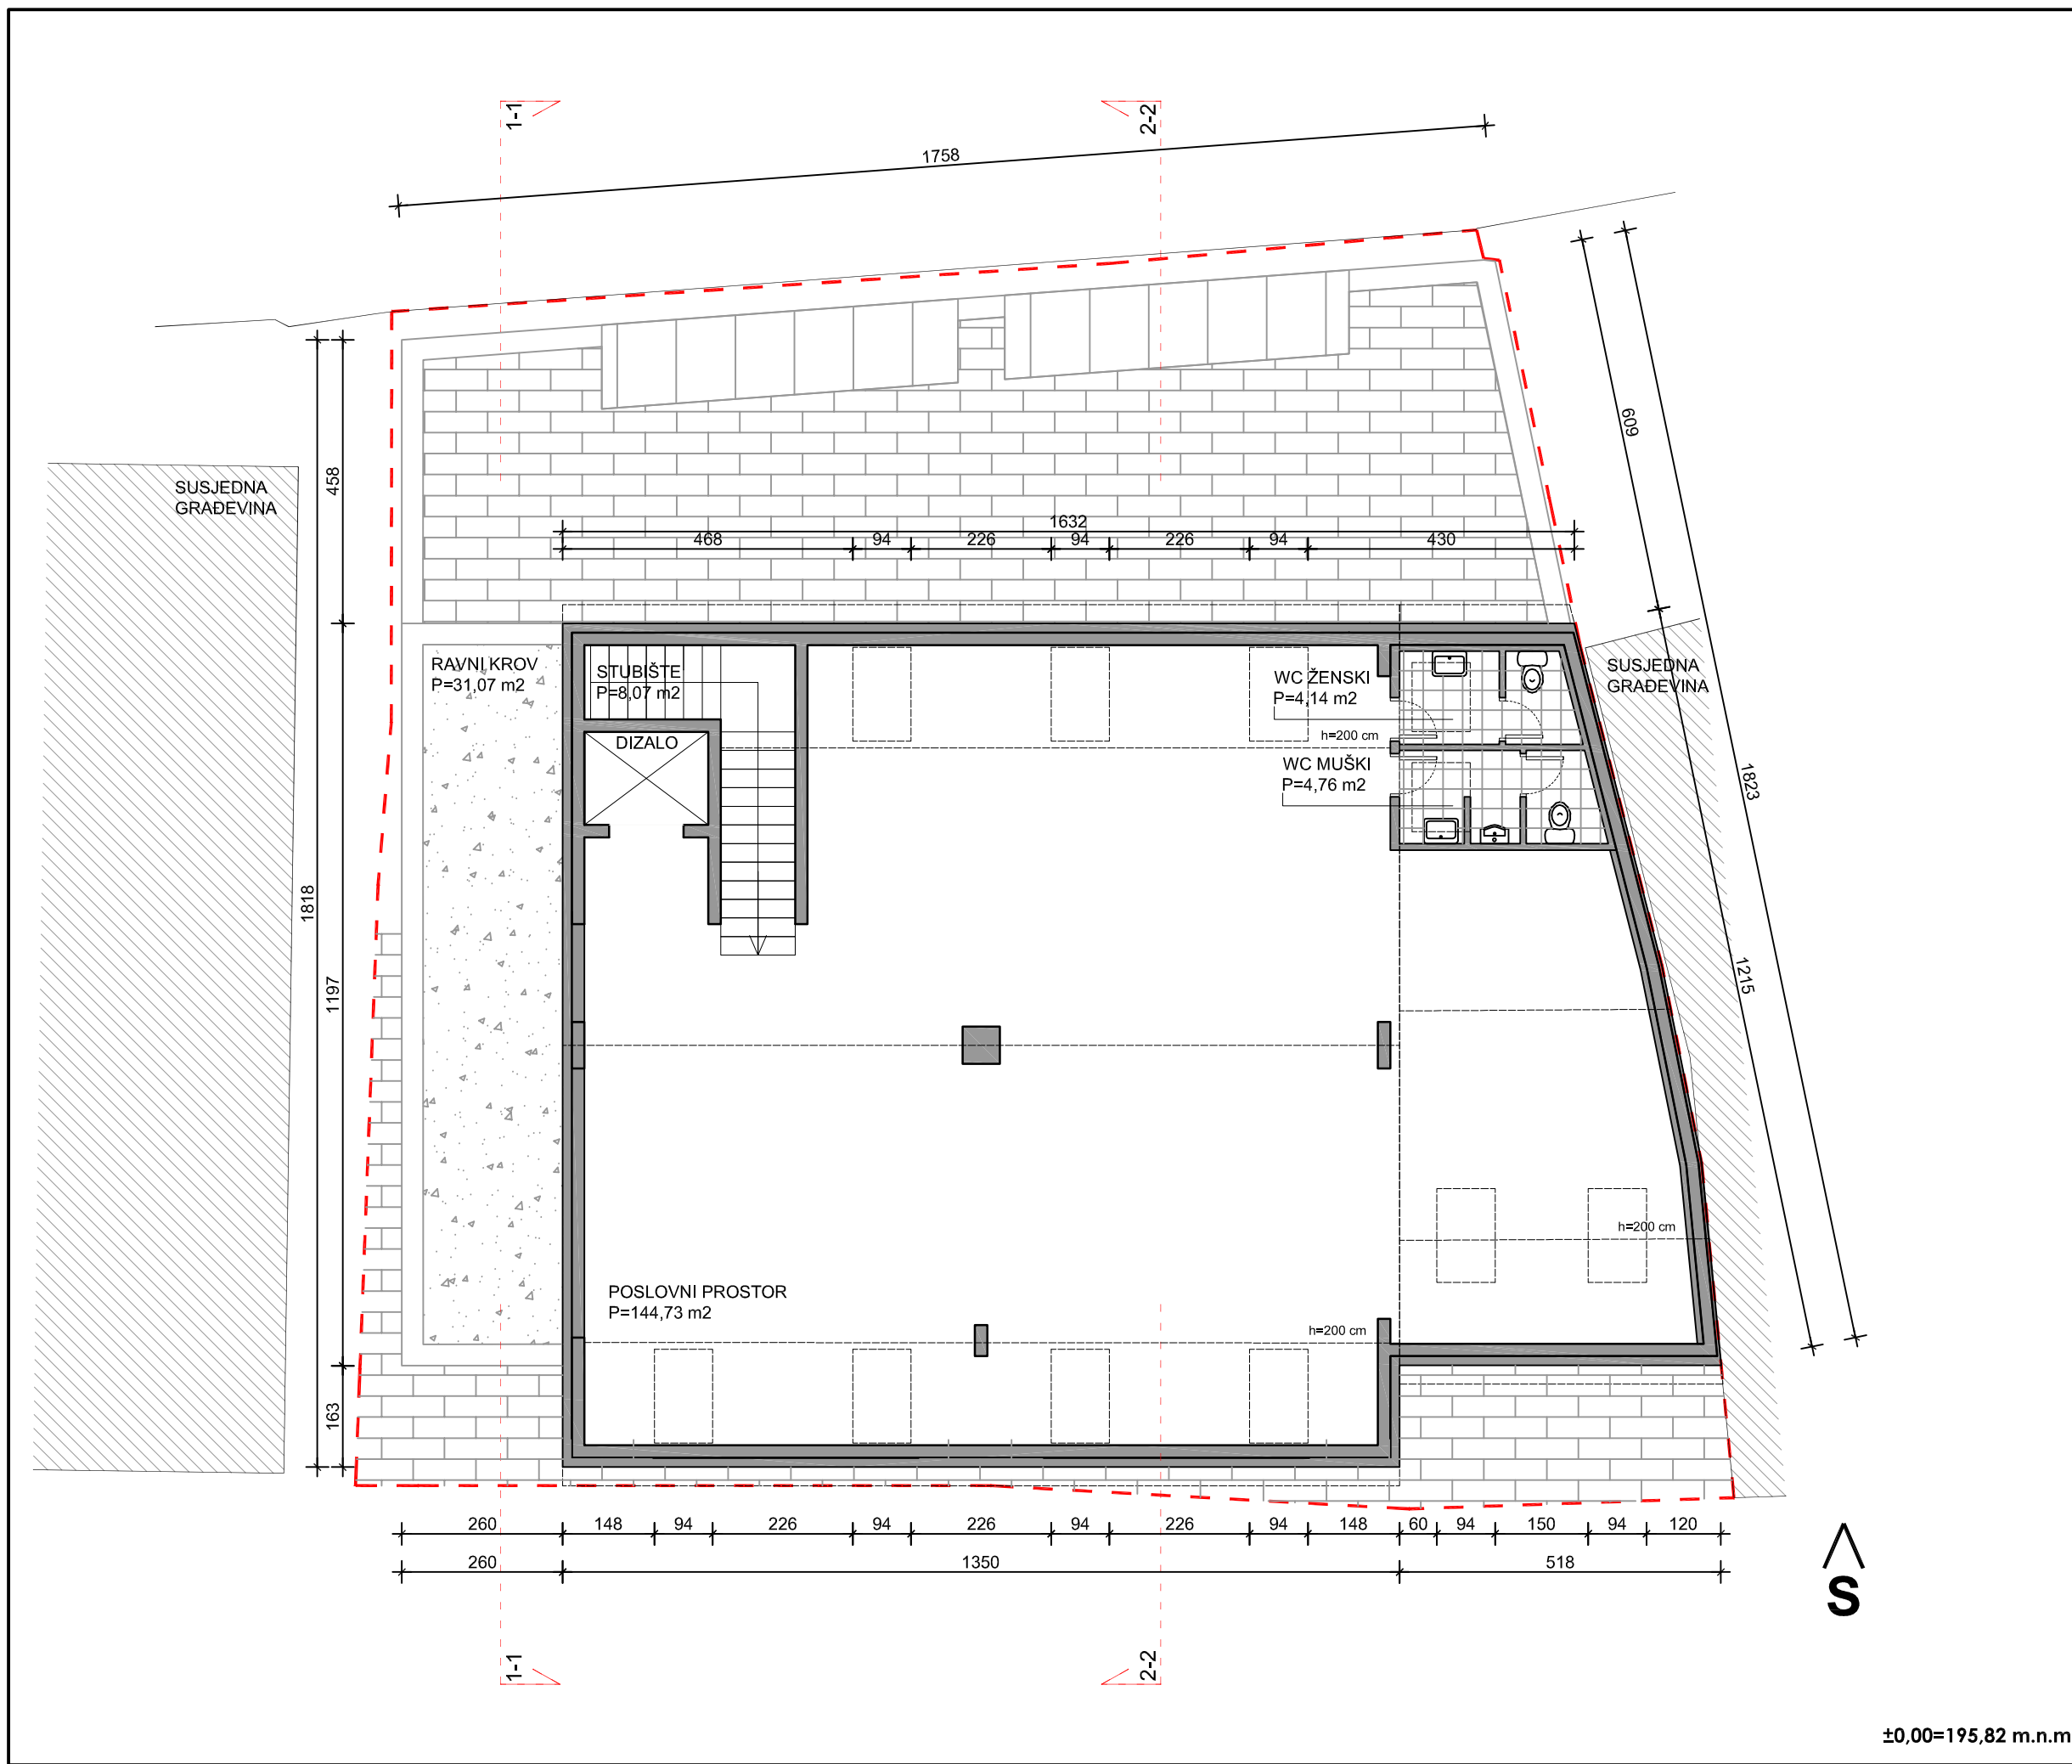 1-1
2-2
1758
609
1823
1215
SUSJEDNA
GRAĐEVINA
458
1818
1197
163
1632
468
94
226
94
226
94
430
RAVNI KROV
P=31,07 m2
STUBIŠTE
P=8,07 m2
DIZALO
WC ŽENSKI
P=4,14 m2
h=200 cm
WC MUŠKI
P=4,76 m2
SUSJEDNA
GRAĐEVINA
h=200 cm
POSLOVNI PROSTOR
P=144,73 m2
h=200 cm
260
148
94
226
94
226
94
226
94
148
60
94
150
94
120
260
1350
518
1-1
2-2
S
±0,00=195,82 m.n.m